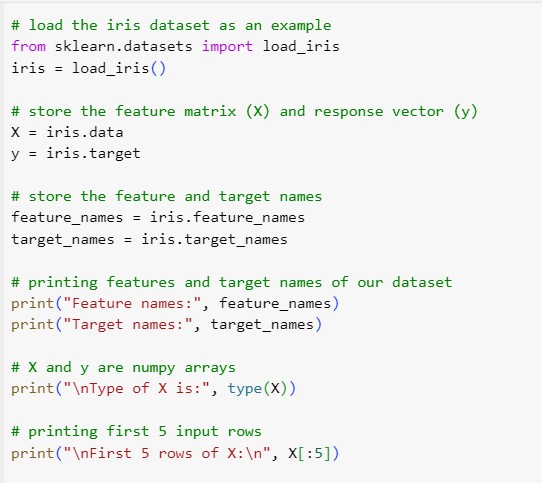 # load the iris dataset as an example
from sklearn.datasets import load_iris
iris = load_iris()
# store the feature matrix (X) and response vector (y)
X = iris.data
y = iris.target
# store the feature and target names
feature_names = iris.feature_names
target_names = iris.target_names
# printing features and target names of our dataset
print("Feature names:", feature_names)
print("Target names:", target_names)
# X and y are numpy arrays
print("\nType of X is:", type(X))
# printing first 5 input rows
print("\nFirst 5 rows of X:\n", X[:5])